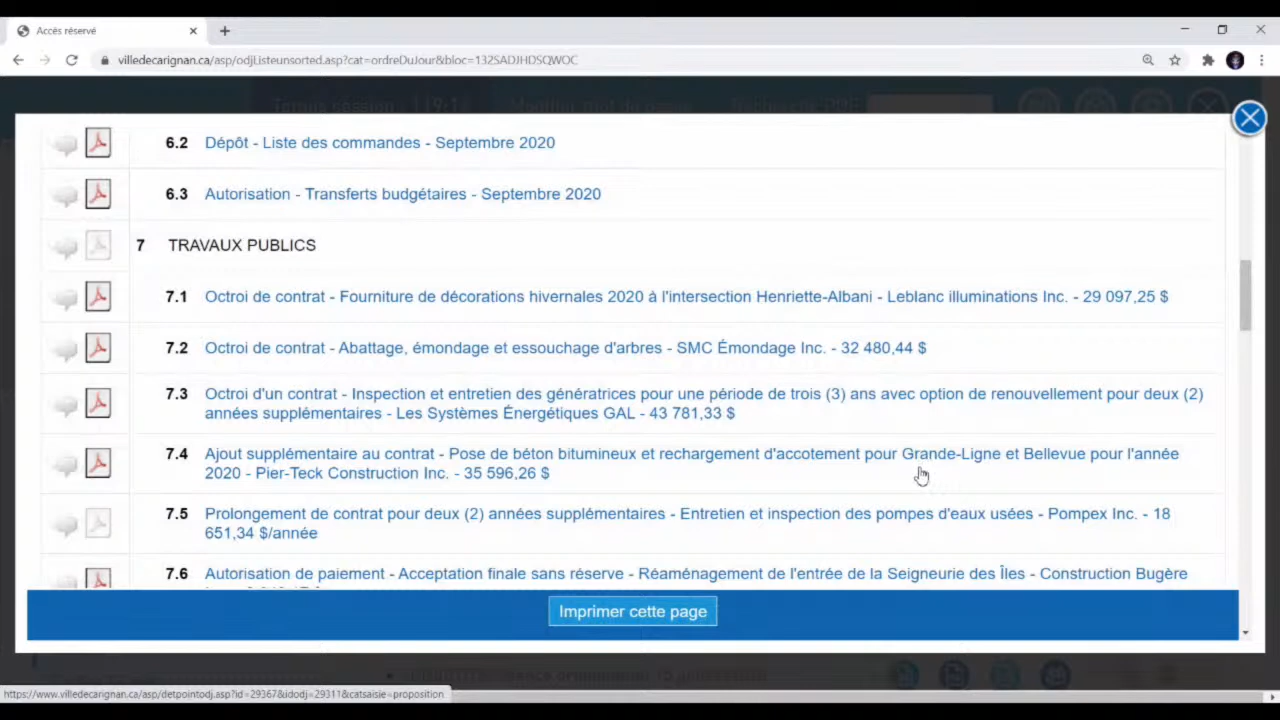 Accès réservé
villedecarignan.ca/asp/odjListeunsorted.asp?cat=ordreDuJour&bloc=132SADJHDSQWOC
6.2 Dépôt - Liste des commandes - Septembre 2020
6.3 Autorisation - Transferts budgétaires - Septembre 2020
7 TRAVAUX PUBLICS
7.1 Octroi de contrat - Fourniture de décorations hivernales 2020 à l'intersection Henriette-Albani - Leblanc illuminations Inc. - 29 097,25 $
7.2 Octroi de contrat - Abattage, émondage et essouchage d'arbres - SMC Émondage Inc. - 32 480,44 $
7.3 Octroi d'un contrat - Inspection et entretien des génératrices pour une période de trois (3) ans avec option de renouvellement pour deux (2)
années supplémentaires - Les Systèmes Énergétiques GAL - 43 781,33 $
7.4 Ajout supplémentaire au contrat - Pose de béton bitumineux et rechargement d'accotement pour Grande-Ligne et Bellevue pour l'année
2020 - Pier-Teck Construction Inc. - 35 596,26 $
7.5 Prolongement de contrat pour deux (2) années supplémentaires - Entretien et inspection des pompes d'eaux usées - Pompex Inc. - 18
651,34 $/année
7.6 Autorisation de paiement - Acceptation finale sans réserve - Réaménagement de l'entrée de la Seigneurie des Îles - Construction Bugère
Imprimer cette page
https://www.villedecarignan.ca/asp/detpointodj.asp?id=29367&idodj=29311&catsaisie=proposition